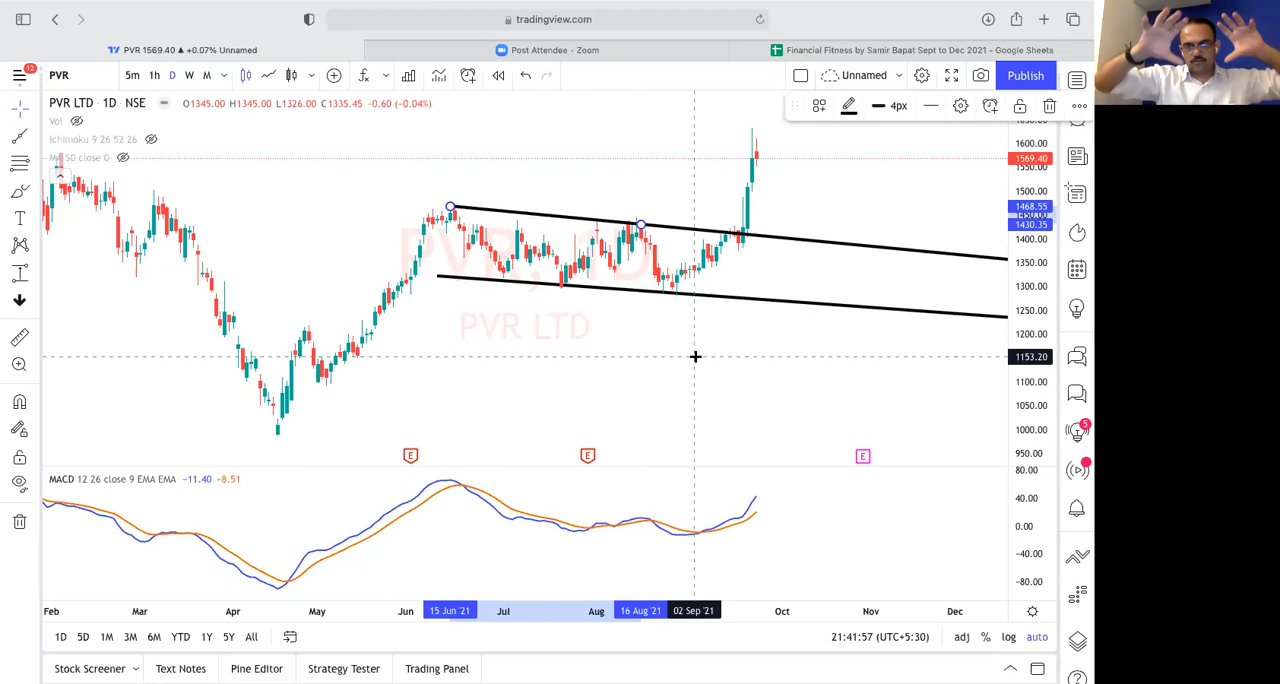 tradingview.com
PVR 1569.40 ▲ +0.07% Unnamed
Post Attendee - Zoom
Financial Fitness by Samir Bapat Sept to Dec 2021 - Google Sheets
12
PVR
5m 1h D W M
Unnamed
Publish
PVR LTD · 1D · NSE O1345.00 H1345.00 L1326.00 C1335.45 -0.60 (-0.04%)
4px
Vol
Ichimoku 9 26 52 26
MA 50 close 0
1600.00
1569.40
1550.00
1500.00
1468.55
1450.00
1430.35
1400.00
1350.00
1300.00
1250.00
1200.00
1153.20
1100.00
1050.00
1000.00
950.00
PVR, 1D
PVR LTD
E E E
5
MACD 12 26 close 9 EMA EMA -11.40 -8.51
80.00
40.00
0.00
-40.00
-80.00
Feb Mar Apr May Jun 15 Jun '21 Jul Aug 16 Aug '21 02 Sep '21 Oct Nov Dec
1D 5D 1M 3M 6M YTD 1Y 5Y All
21:41:57 (UTC+5:30) adj % log auto
Stock Screener Text Notes Pine Editor Strategy Tester Trading Panel